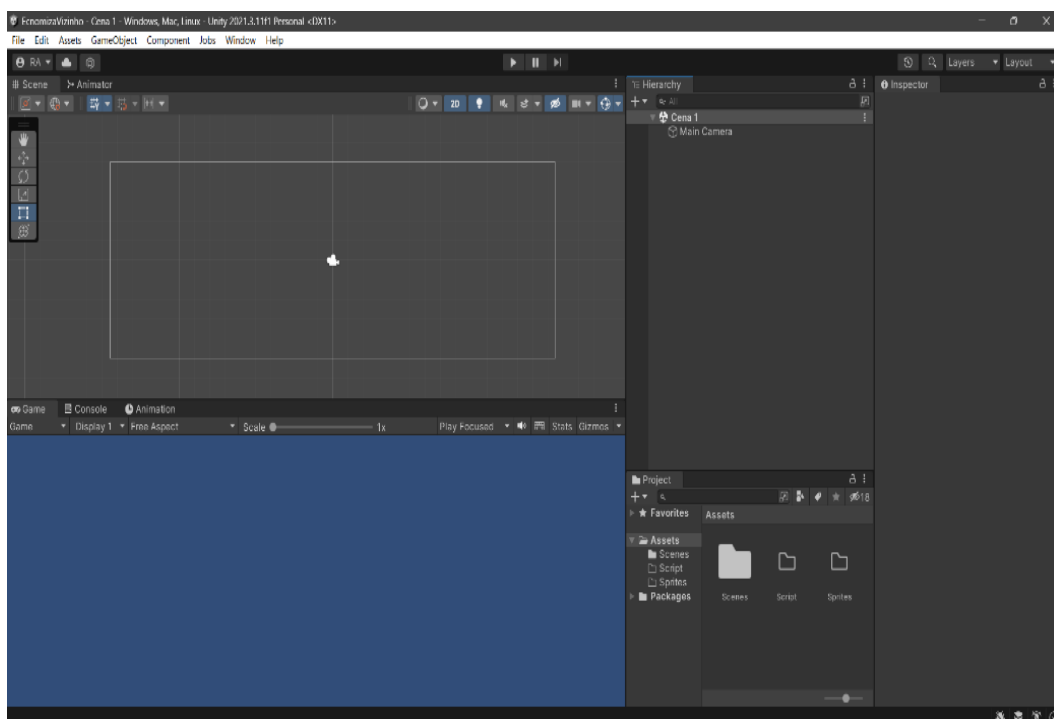 EcnomizaVizinho - Cena 1 - Windows, Mac, Linux - Unity 2021.3.11f1 Personal <DX11>
File Edit Assets GameObject Component Jobs Window Help
RA Layers Layout
Scene Animator
2D
Hierarchy
All
Cena 1
Main Camera
Inspector
Game Console Animation
Game Display 1 Free Aspect Scale 1x Play Focused Stats Gizmos
Project
18
Favorites
Assets
Scenes
Script
Sprites
Packages
Assets
Scenes Script Sprites